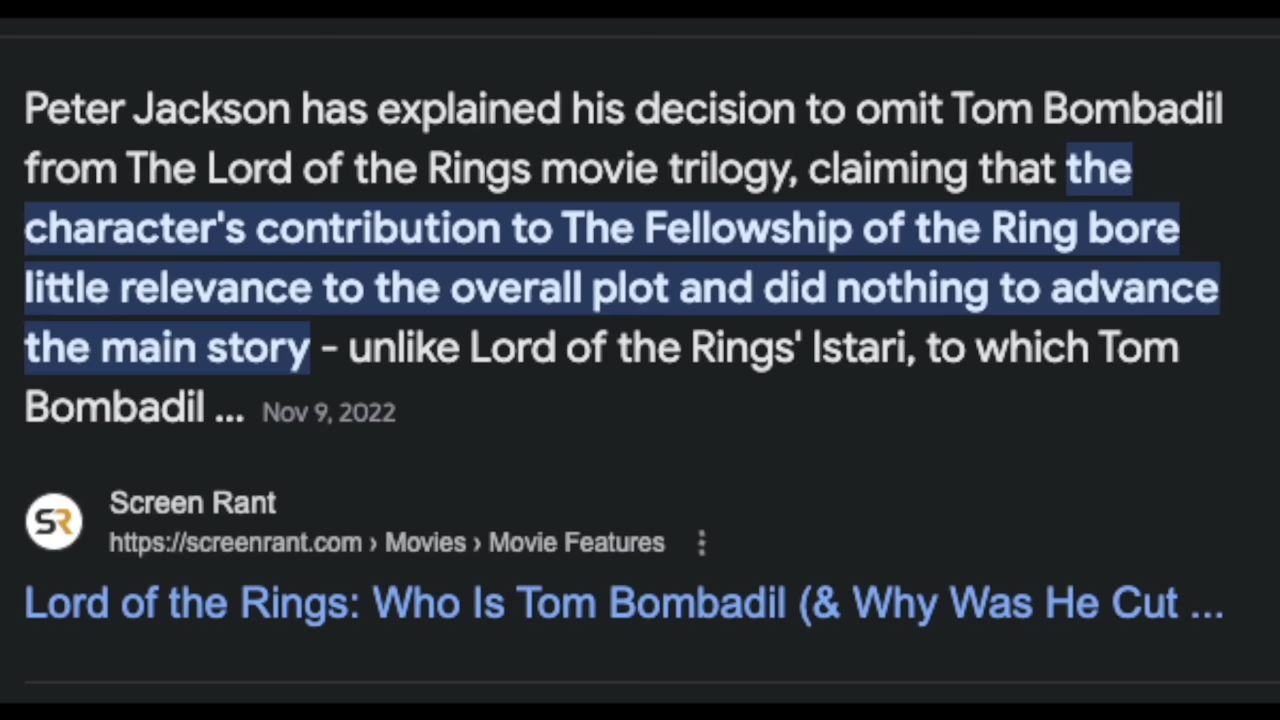 Peter Jackson has explained his decision to omit Tom Bombadil
from The Lord of the Rings movie trilogy, claiming that the
character's contribution to The Fellowship of the Ring bore
little relevance to the overall plot and did nothing to advance
the main story - unlike Lord of the Rings' Istari, to which Tom
Bombadil ... Nov 9, 2022
SR
Screen Rant
https://screenrant.com › Movies › Movie Features
Lord of the Rings: Who Is Tom Bombadil (& Why Was He Cut ...